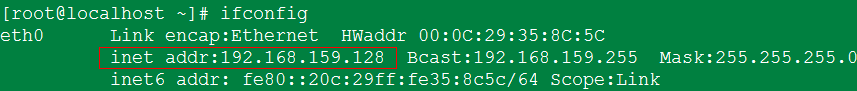 [root@localhost ~]# ifconfig
eth0      Link encap:Ethernet  HWaddr 00:0C:29:35:8C:5C
          inet addr:192.168.159.128  Bcast:192.168.159.255  Mask:255.255.255.0
          inet6 addr: fe80::20c:29ff:fe35:8c5c/64 Scope:Link